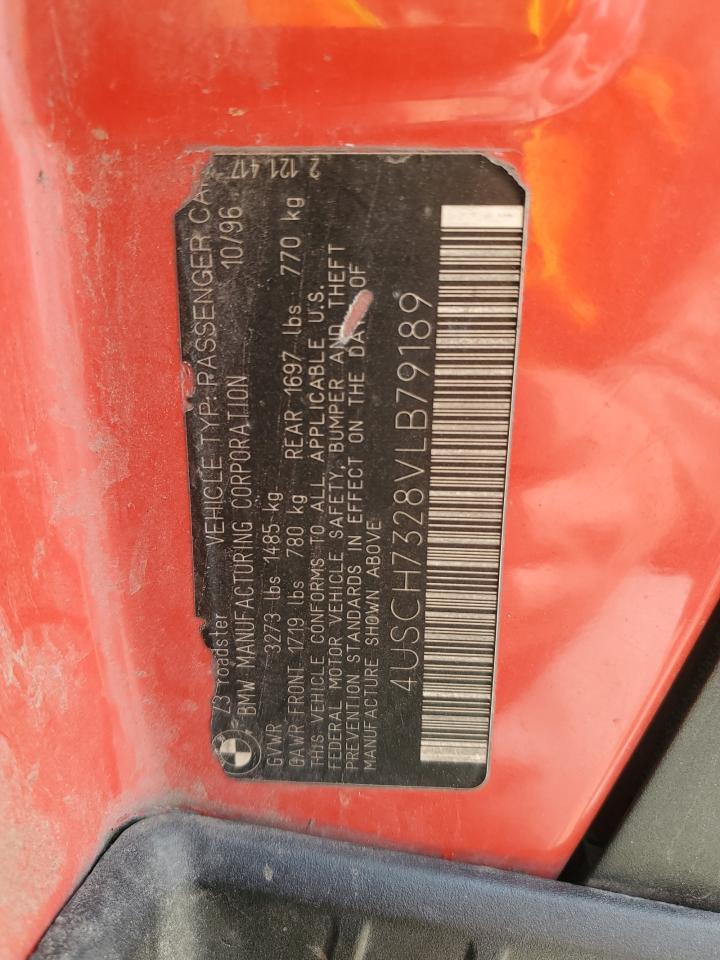 Z3 roadster VEHICLE TYP: PASSENGER CAR 2 121 417
BMW MANUFACTURING CORPORATION 10/96
GVWR 3273 lbs 1485 kg
GAWR FRONT 1719 lbs 780 kg REAR 1697 lbs 770 kg
THIS VEHICLE CONFORMS TO ALL APPLICABLE U.S.
FEDERAL MOTOR VEHICLE SAFETY, BUMPER AND THEFT
PREVENTION STANDARDS IN EFFECT ON THE DATE OF
MANUFACTURE SHOWN ABOVE
4USCH7328VLB79189